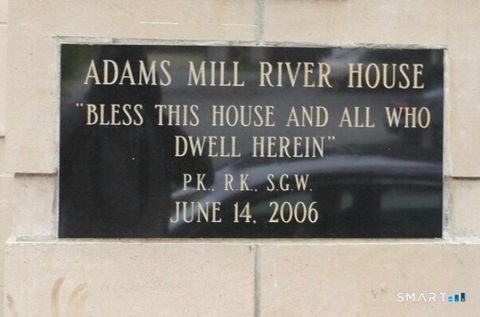 ADAMS MILL RIVER HOUSE
"BLESS THIS HOUSE AND ALL WHO
DWELL HEREIN"
P.K., R.K., S.G.W.
JUNE 14, 2006
SMART